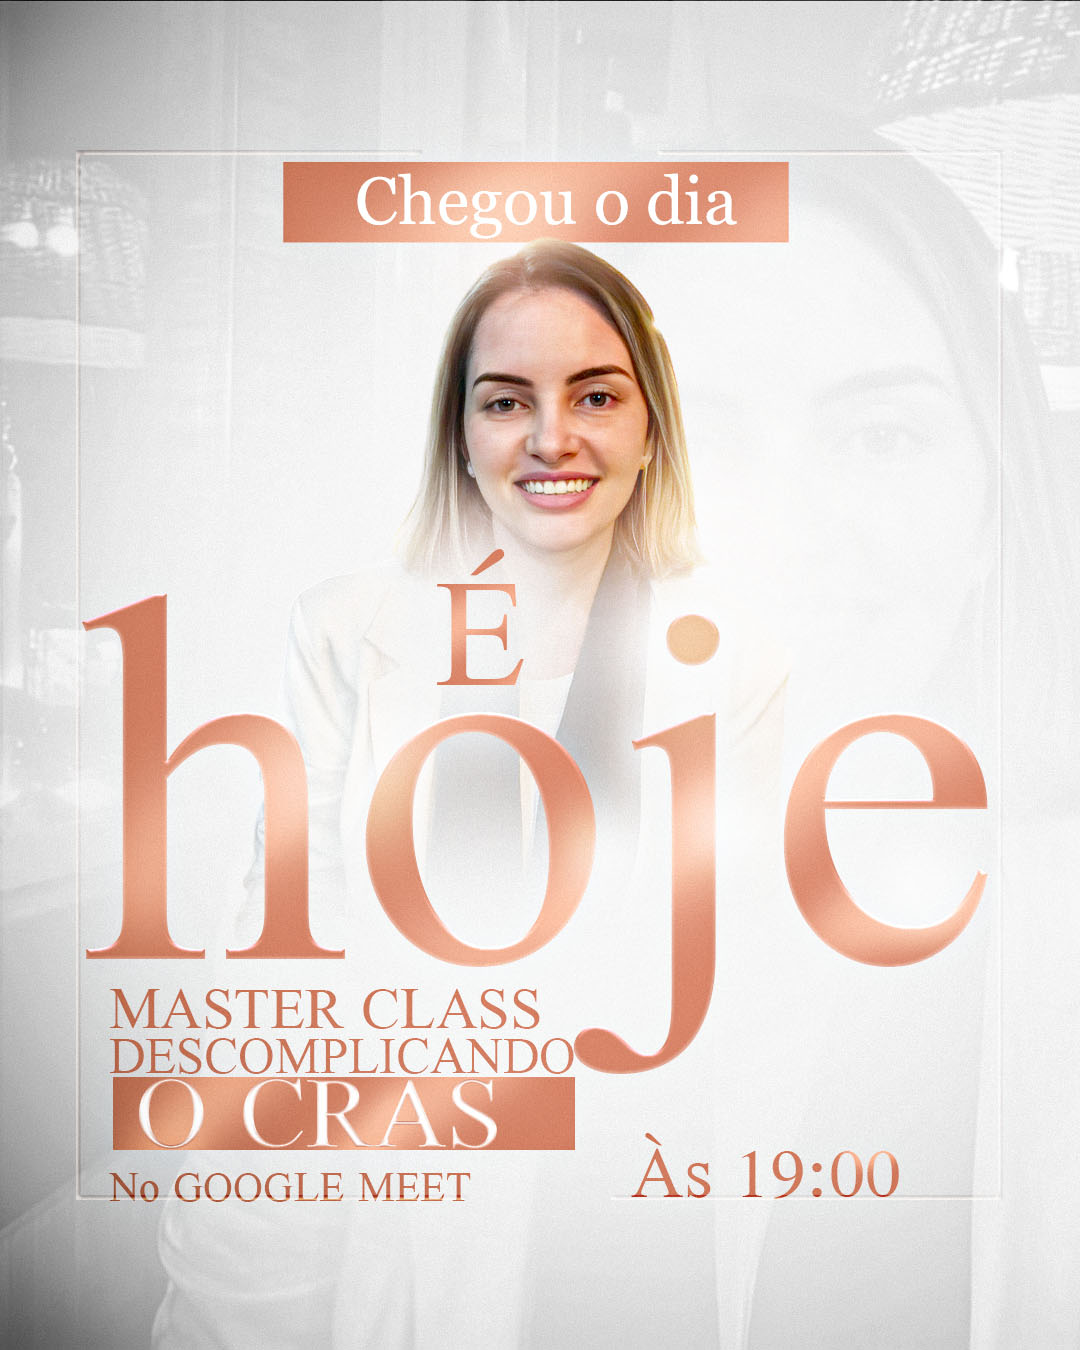 Chegou o dia
É
hoje
MASTER CLASS
DESCOMPLICANDO
O CRAS
No GOOGLE MEET
Às 19:00